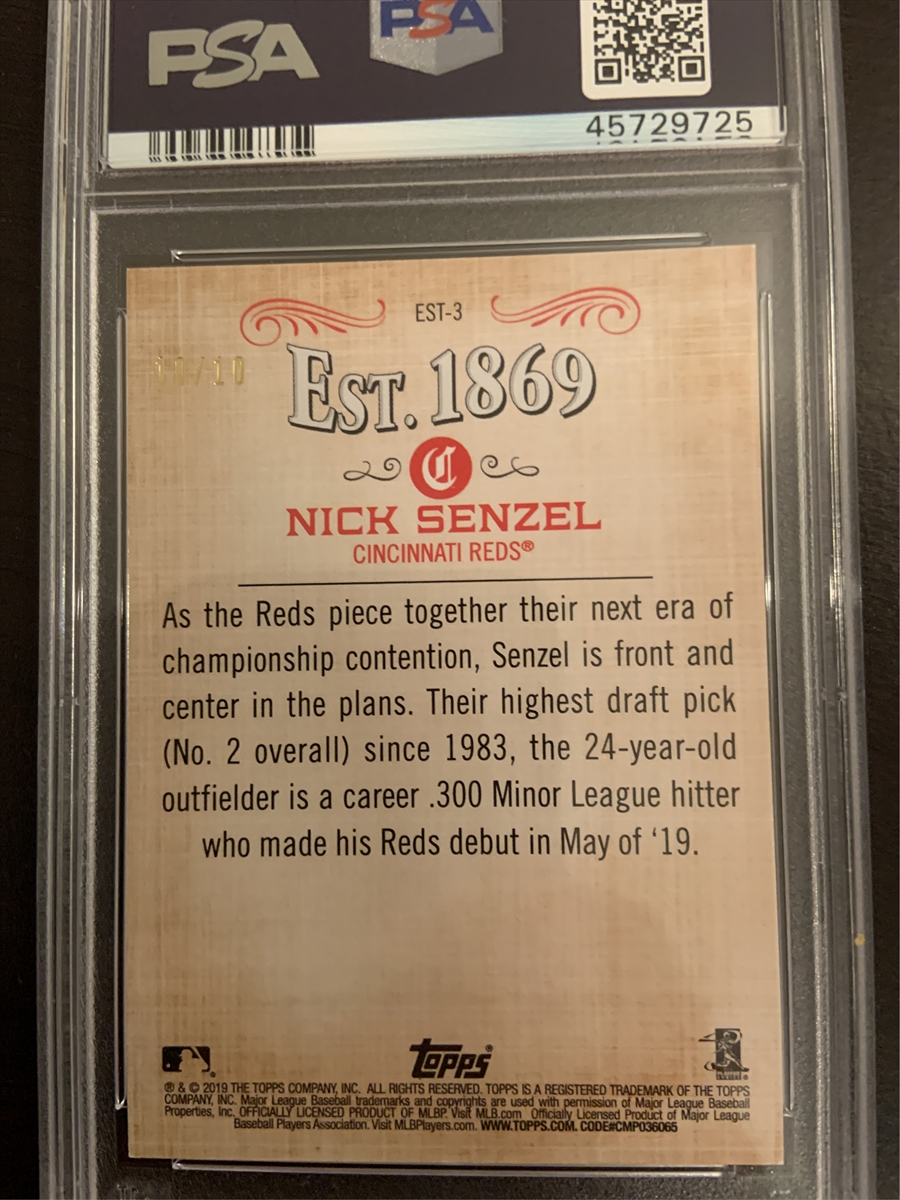 PSA
PSA
45729725
EST-3
/10
EST. 1869
C
NICK SENZEL
CINCINNATI REDS®
As the Reds piece together their next era of
championship contention, Senzel is front and
center in the plans. Their highest draft pick
(No. 2 overall) since 1983, the 24-year-old
outfielder is a career .300 Minor League hitter
who made his Reds debut in May of ‘19.
topps®
® & © 2019 THE TOPPS COMPANY, INC. ALL RIGHTS RESERVED. TOPPS IS A REGISTERED TRADEMARK OF THE TOPPS
COMPANY, INC. Major League Baseball trademarks and copyrights are used with permission of Major League Baseball
Properties, Inc. OFFICIALLY LICENSED PRODUCT OF MLBP. Visit MLB.com Officially Licensed Product of Major League
Baseball Players Association. Visit MLBPlayers.com. WWW.TOPPS.COM. CODE#CMP036065